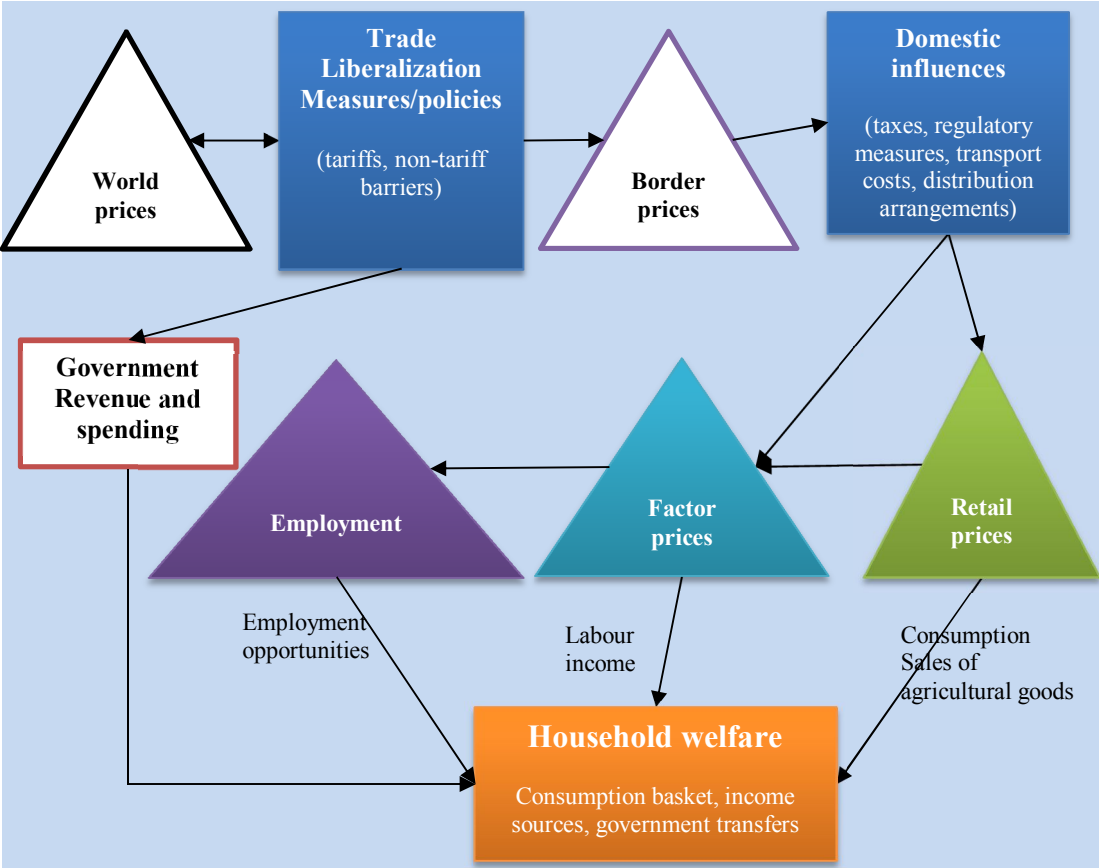 Trade
Liberalization
Measures/policies
(tariffs, non-tariff
barriers)
Domestic
influences
(taxes, regulatory
measures, transport
costs, distribution
arrangements)
World
prices
Border
prices
Government
Revenue and
spending
Employment
Factor
prices
Retail
prices
Employment
opportunities
Labour
income
Consumption
Sales of
agricultural goods
Household welfare
Consumption basket, income
sources, government transfers